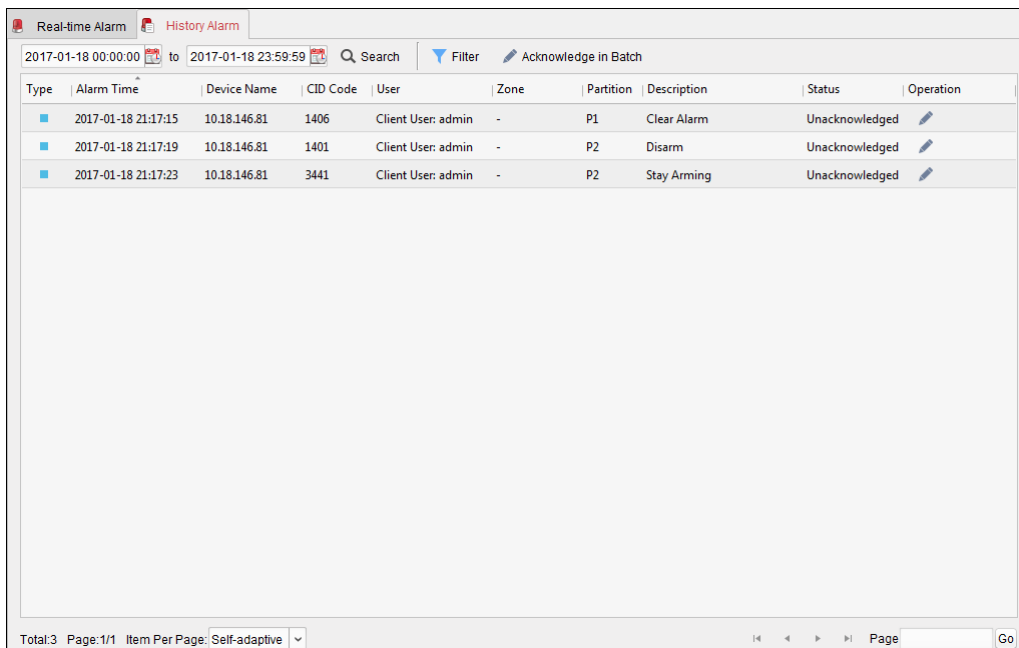 Real-time Alarm History Alarm
2017-01-18 00:00:00 to 2017-01-18 23:59:59 Search Filter Acknowledge in Batch
Type Alarm Time Device Name CID Code User Zone Partition Description Status Operation
2017-01-18 21:17:15 10.18.146.81 1406 Client User: admin - P1 Clear Alarm Unacknowledged
2017-01-18 21:17:19 10.18.146.81 1401 Client User: admin - P2 Disarm Unacknowledged
2017-01-18 21:17:23 10.18.146.81 3441 Client User: admin - P2 Stay Arming Unacknowledged
Total:3 Page:1/1 Item Per Page: Self-adaptive Page Go